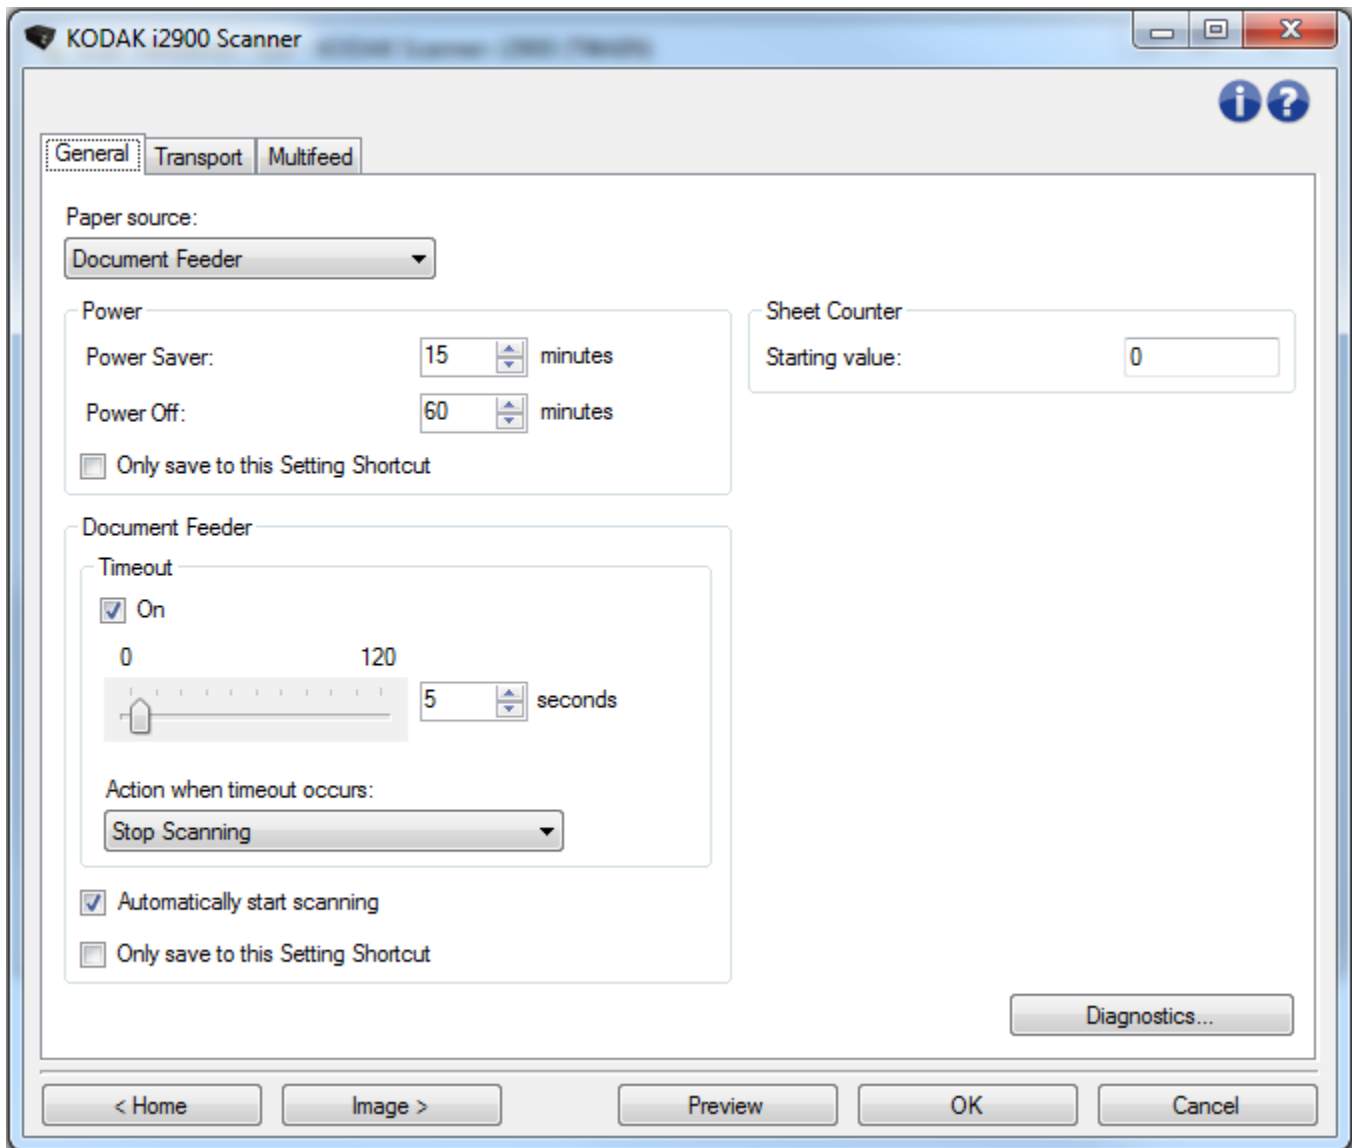 KODAK i2900 Scanner
General Transport Multifeed
Paper source:
Document Feeder
Power
Power Saver: 15 minutes
Power Off: 60 minutes
Only save to this Setting Shortcut
Sheet Counter
Starting value: 0
Document Feeder
Timeout
On
0 120
5 seconds
Action when timeout occurs:
Stop Scanning
Automatically start scanning
Only save to this Setting Shortcut
Diagnostics...
< Home Image > Preview OK Cancel